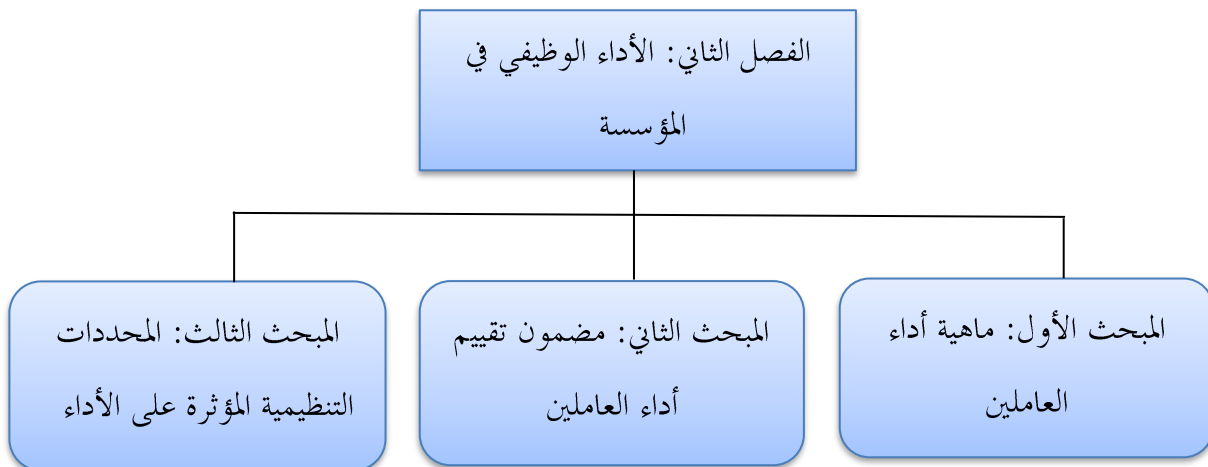 الفصل الثاني: الأداء الوظيفي في
المؤسسة
المبحث الأول: ماهية أداء
العاملين
المبحث الثاني: مضمون تقييم
أداء العاملين
المبحث الثالث: المحددات
التنظيمية المؤثرة على الأداء